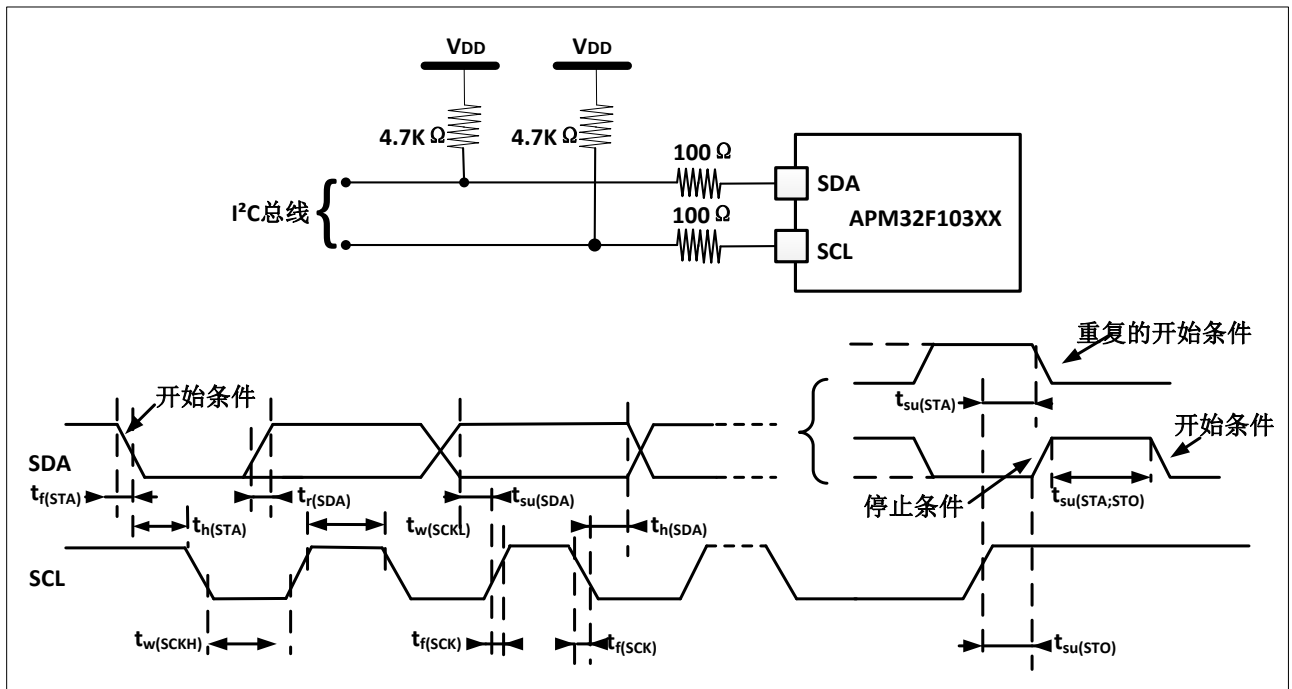 VDD VDD
4.7K Ω 4.7K Ω
100 Ω
SDA
I²C总线
APM32F103XX
100 Ω
SCL
重复的开始条件
开始条件
tsu(STA)
开始条件
SDA
停止条件
tf(STA) tr(SDA) tsu(SDA) tsu(STA;STO)
th(STA) tw(SCKL) th(SDA)
SCL
tw(SCKH) tf(SCK) tf(SCK) tsu(STO)